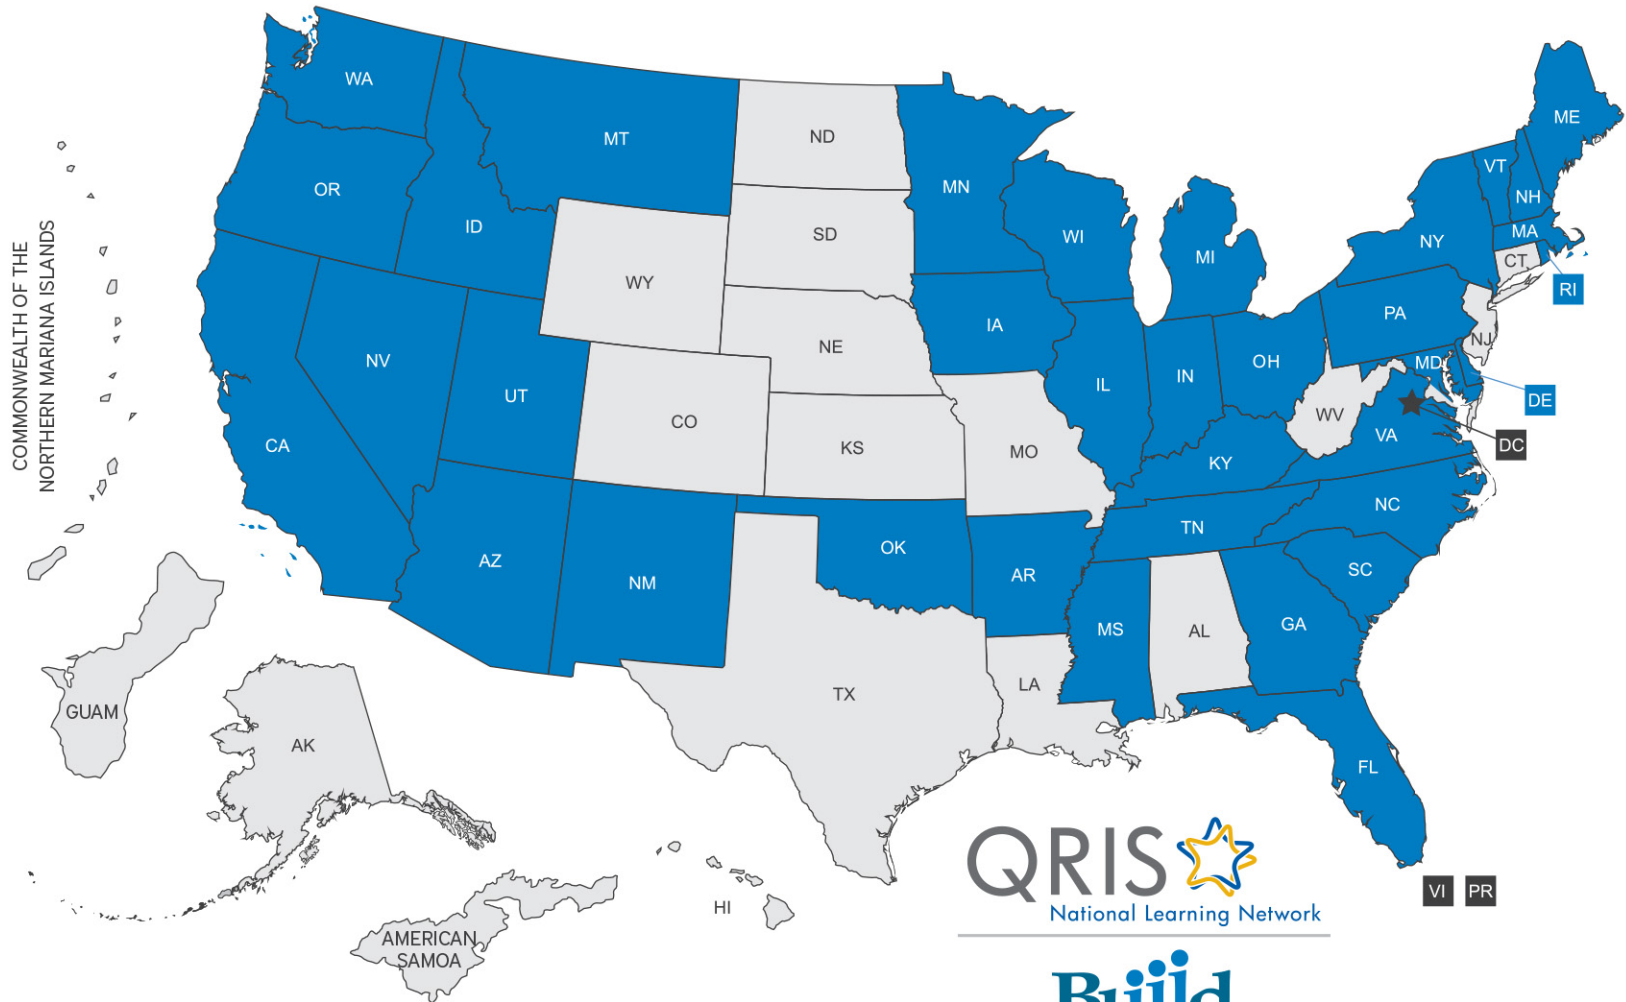 WA
MT
ND
MN
ME
VT
NH
OR
ID
SD
WI
MI
NY
MA
CT
RI
WY
IA
PA
NE
NJ
NV
UT
IL
IN
OH
MD
DE
CO
KS
MO
WV
VA
DC
CA
KY
NC
TN
AZ
NM
OK
AR
SC
MS
AL
GA
TX
LA
FL
COMMONWEALTH OF THE
NORTHERN MARIANA ISLANDS
GUAM
AK
HI
AMERICAN
SAMOA
VI PR
QRIS
National Learning Network
Build